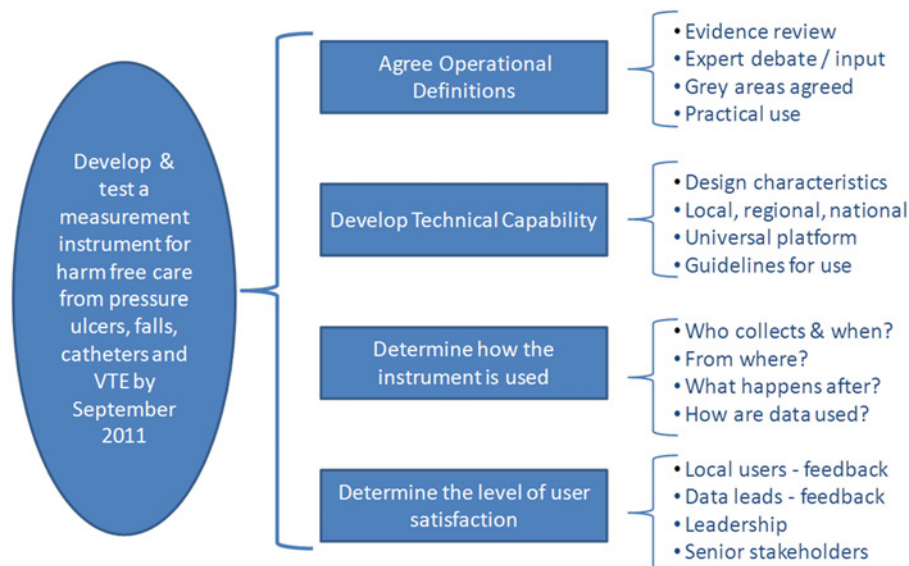 Develop &
test a
measurement
instrument for
harm free care
from pressure
ulcers, falls,
catheters and
VTE by
September
2011
Agree Operational
Definitions
• Evidence review
• Expert debate / input
• Grey areas agreed
• Practical use
Develop Technical Capability
• Design characteristics
• Local, regional, national
• Universal platform
• Guidelines for use
Determine how the
instrument is used
• Who collects & when?
• From where?
• What happens after?
• How are data used?
Determine the level of user
satisfaction
• Local users - feedback
• Data leads - feedback
• Leadership
• Senior stakeholders